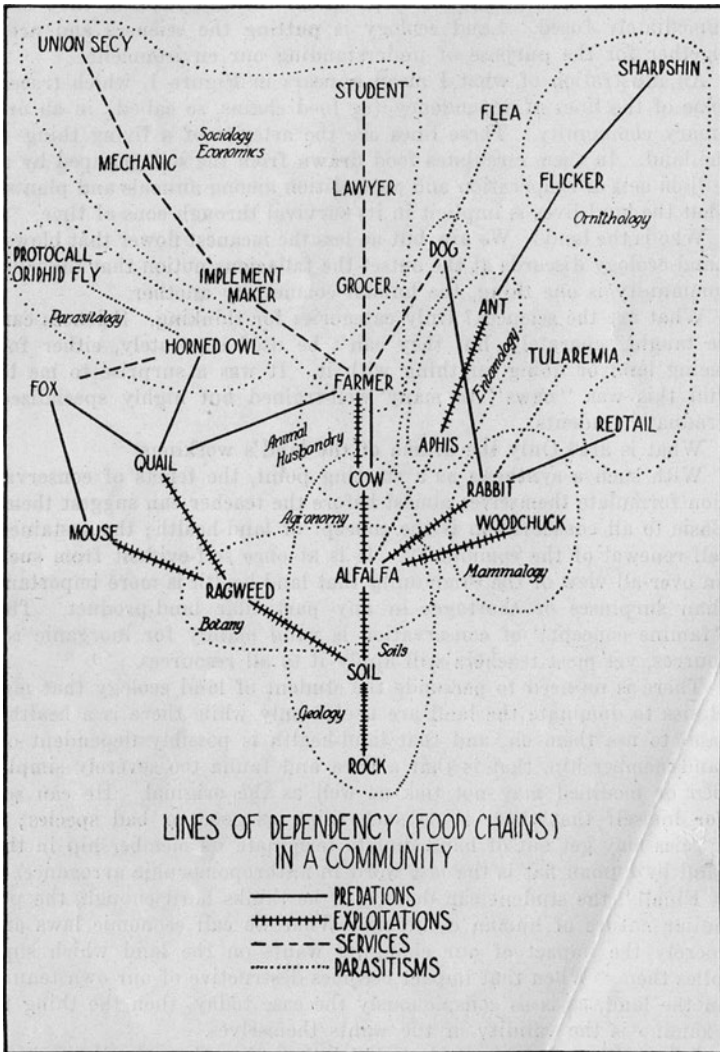 UNION SECY
SHARPSHIN
STUDENT
FLEA
Sociology
Economics
MECHANIC
LAWYER
FLICKER
Ornithology
PROTOCALL
ORIDHID FLY
DOG
IMPLEMENT
MAKER
GROCER
ANT
Parasitology
HORNED OWL
Entomology
TULAREMIA
FOX
FARMER
REDTAIL
QUAIL
Animal
Husbandry
APHIS
COW
RABBIT
MOUSE
Agronomy
WOODCHUCK
RAGWEED
ALFALFA
Mammalogy
Botany
Soils
SOIL
Geology
ROCK
LINES OF DEPENDENCY (FOOD CHAINS)
IN A COMMUNITY
PREDATIONS
EXPLOITATIONS
SERVICES
PARASITISMS